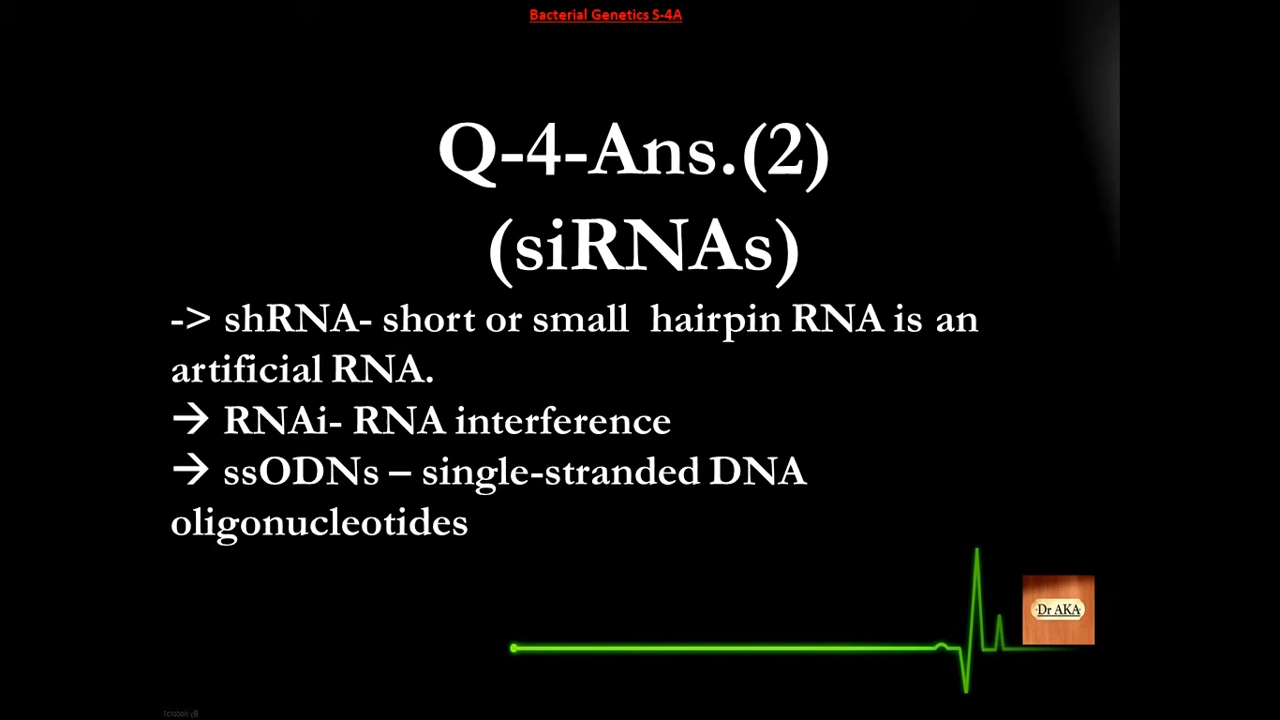 Bacterial Genetics S-4A
Q-4-Ans.(2)
(siRNAs)
-> shRNA- short or small hairpin RNA is an
artificial RNA.
→ RNAi- RNA interference
→ ssODNs – single-stranded DNA
oligonucleotides
Dr AKA